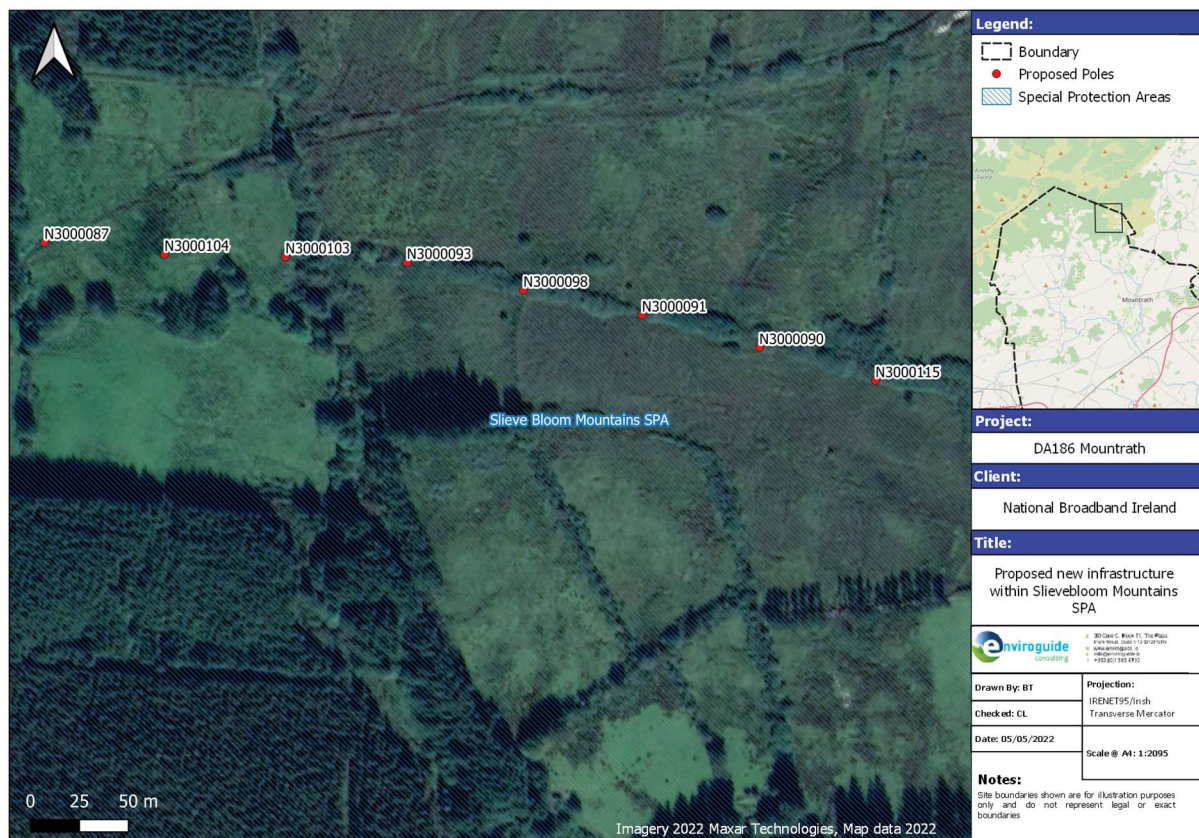 N3000087
N3000104
N3000103
N3000093
N3000098
N3000091
N3000090
N3000115
Slieve Bloom Mountains SPA
0 25 50 m
Imagery 2022 Maxar Technologies, Map data 2022
Legend:
Boundary
Proposed Poles
Special Protection Areas
Mountrath
Project:
DA186 Mountrath
Client:
National Broadband Ireland
Title:
Proposed new infrastructure
within Slievebloom Mountains
SPA
enviroguide
consulting
Drawn By: BT
Checked: CL
Date: 05/05/2022
Projection:
IRENET95/Irish
Transverse Mercator
Scale @ A4: 1:2095
Notes:
Site boundaries shown are for illustration purposes
only and do not represent legal or exact
boundaries